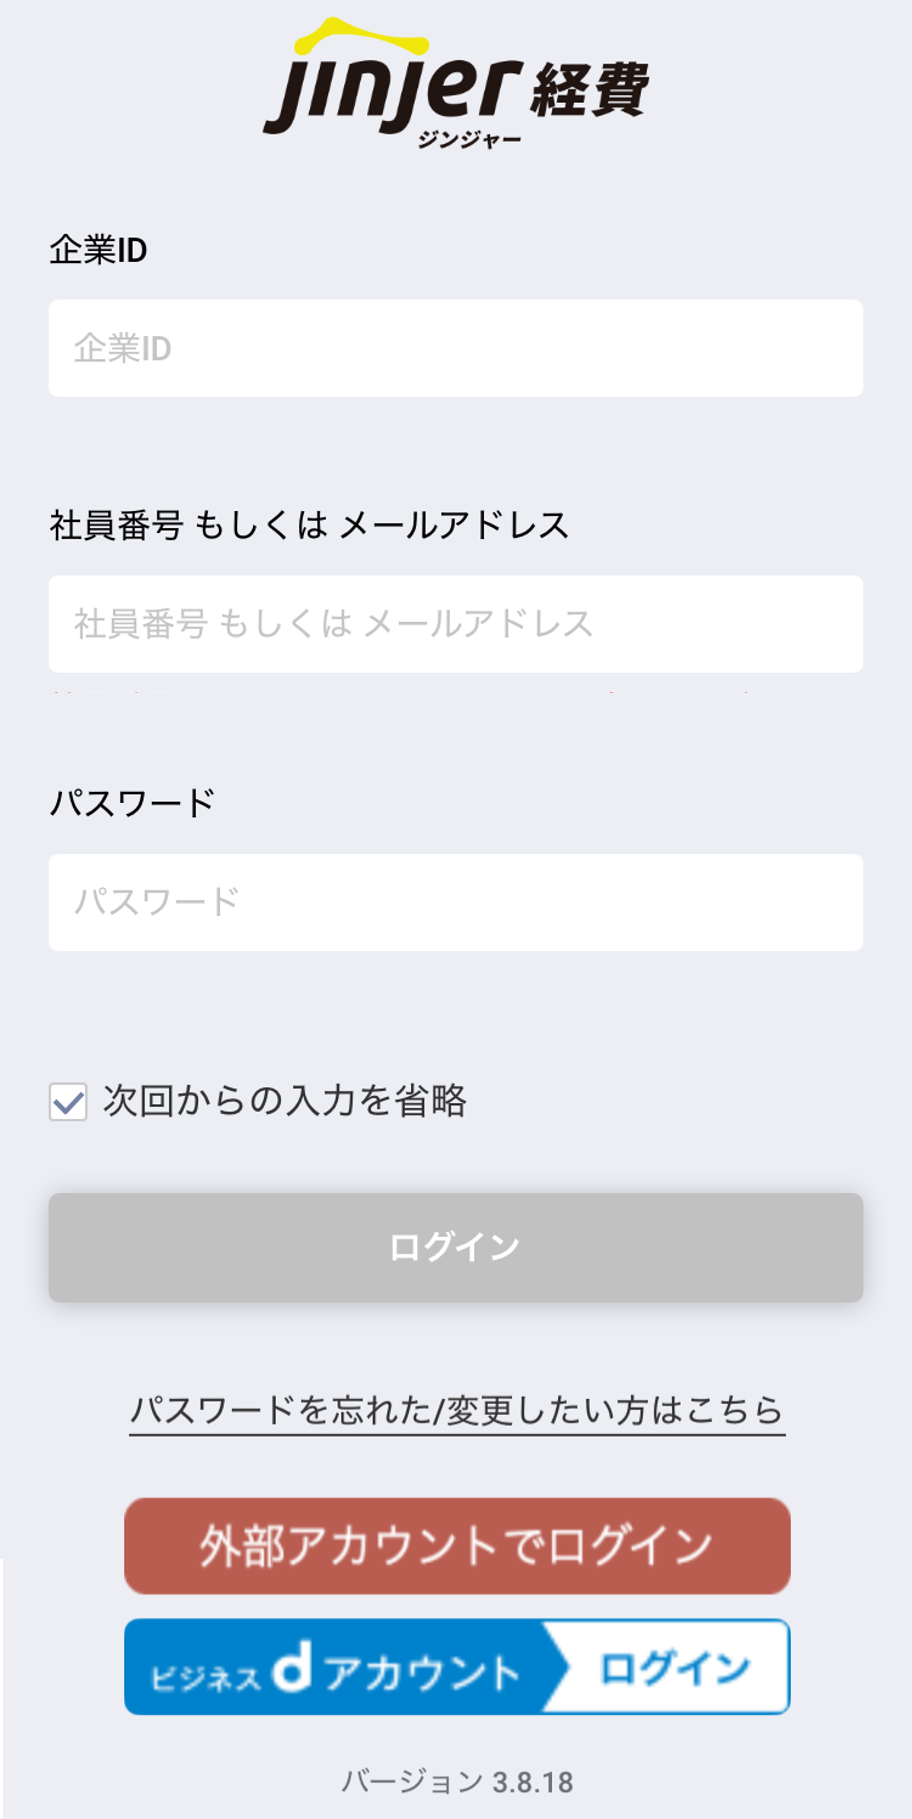 jinjer 経費
ジンジャー
企業ID
企業ID
社員番号 もしくは メールアドレス
社員番号 もしくは メールアドレス
パスワード
パスワード
次回からの入力を省略
ログイン
パスワードを忘れた/変更したい方はこちら
外部アカウントでログイン
ビジネス d アカウント ログイン
バージョン 3.8.18